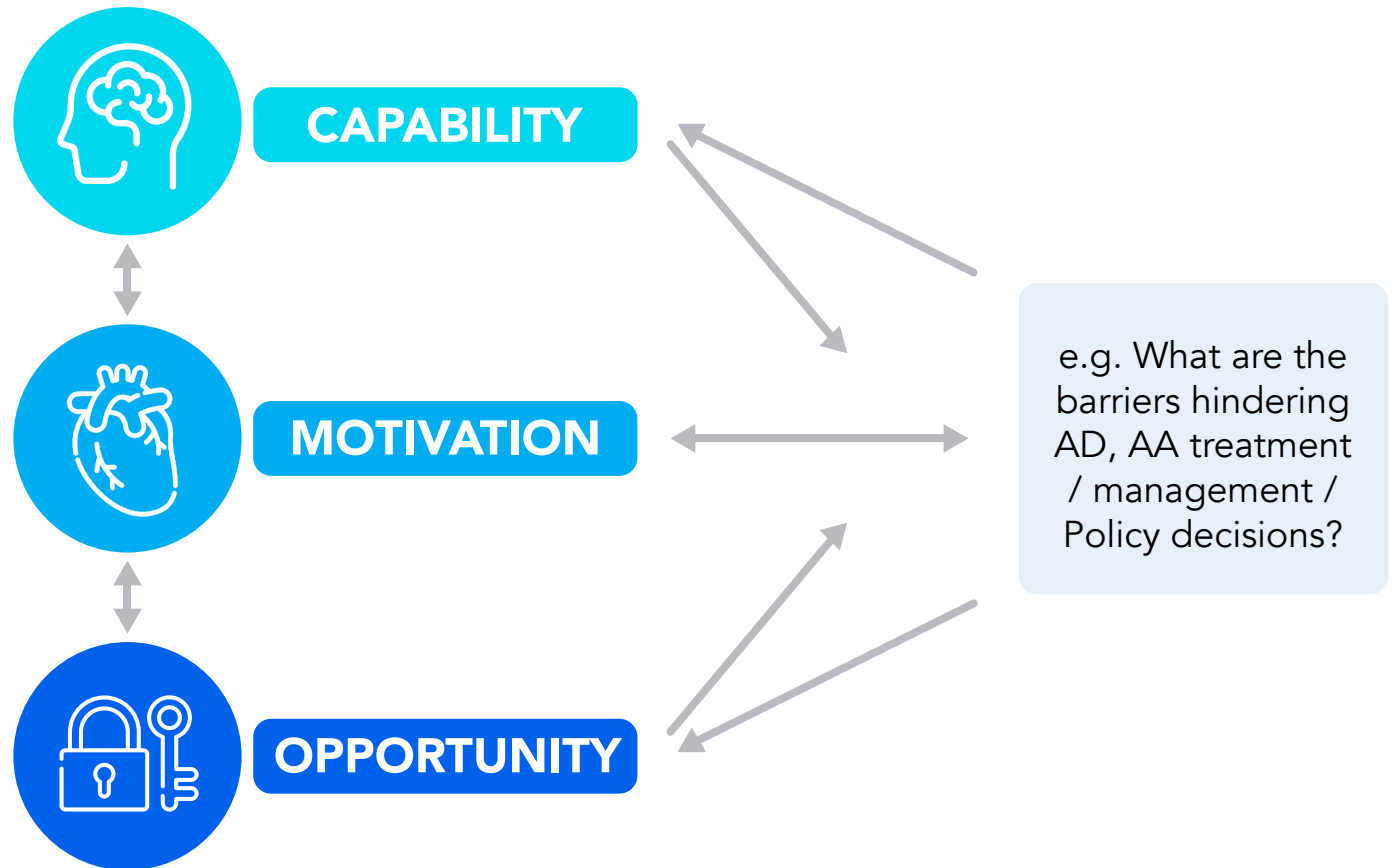 CAPABILITY
MOTIVATION
OPPORTUNITY
e.g. What are the
barriers hindering
AD, AA treatment
/ management /
Policy decisions?